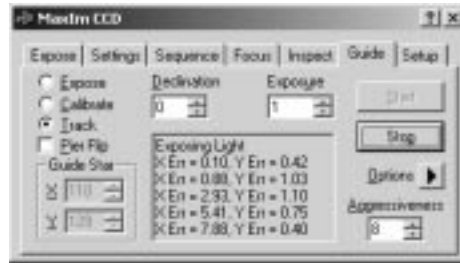 MaxIm CCD
Expose Settings Sequence Focus Inspect Guide Setup
Expose Declination Exposure
Calibrate 0 1 Start
Track
Pier Flip Exposing Light Stop
Guide Star X Err = 0.10, Y Err = 0.42
X Err = 0.88, Y Err = 1.03
X 110 X Err = 2.93, Y Err = 1.10 Options
X Err = 5.41, Y Err = 0.75 Aggressiveness
Y X Err = 7.88, Y Err = 0.40 8